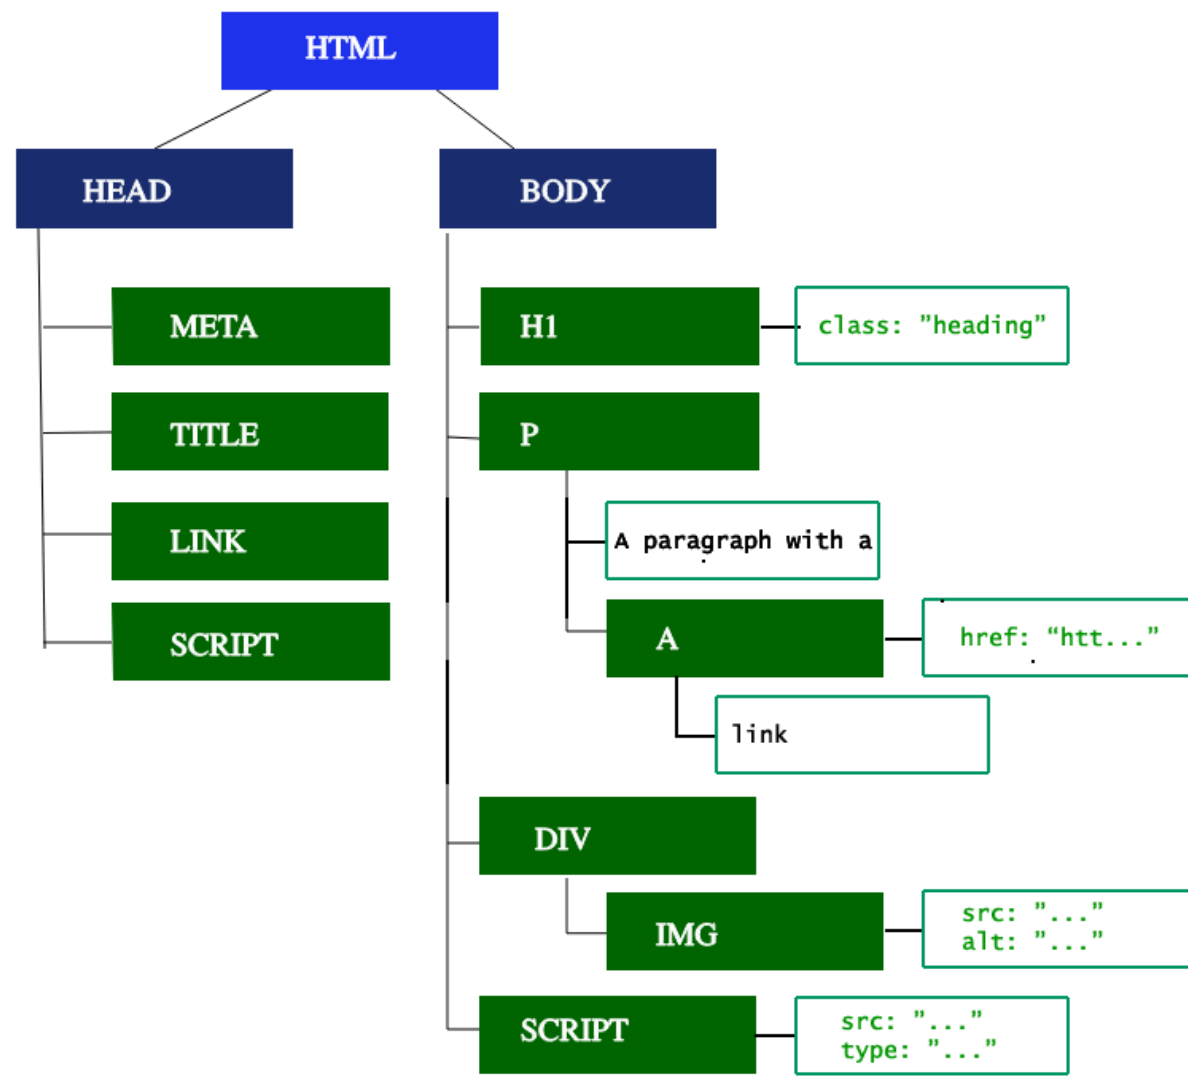 HTML
HEAD
BODY
META
TITLE
LINK
SCRIPT
H1
class: ”heading”
P
A paragraph with a
A
href: “htt...”
link
DIV
IMG
src: ”...”
alt: ”...”
SCRIPT
src: ”...”
type: ”...”